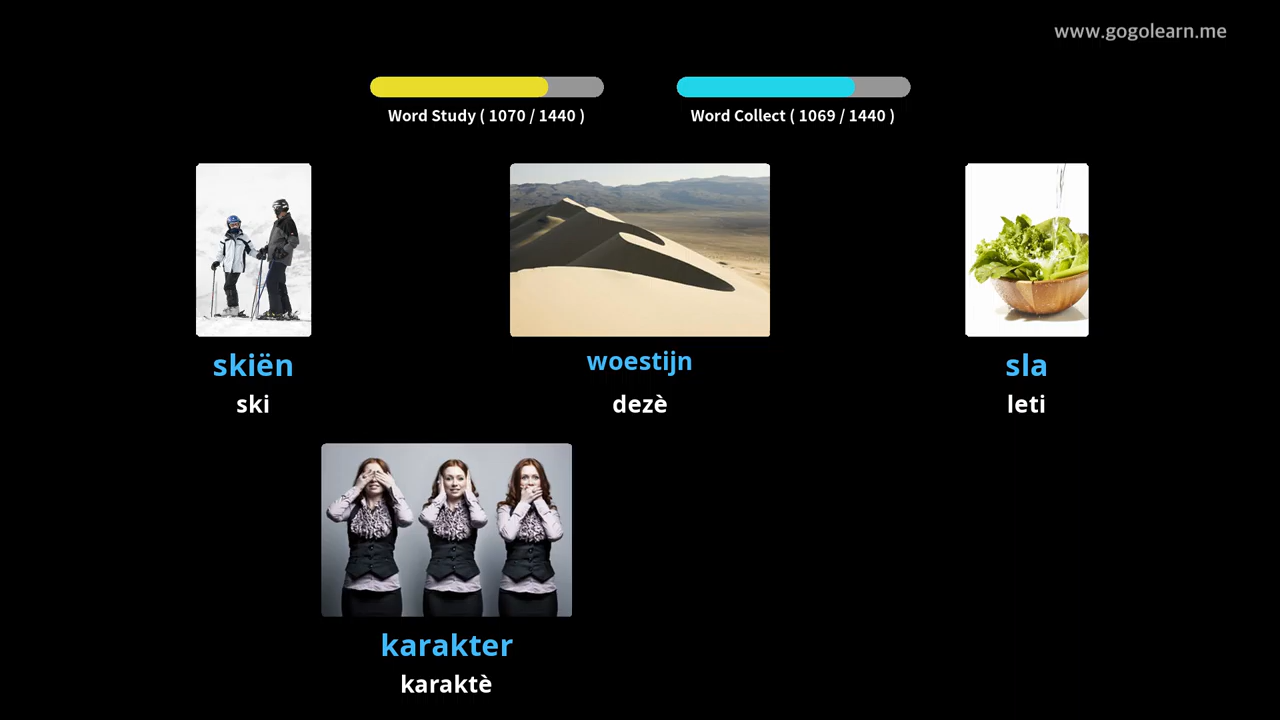 www.gogolearn.me
Word Study ( 1070 / 1440 )
Word Collect ( 1069 / 1440 )
skiën
woestijn
sla
ski
dezè
leti
karakter
karaktè